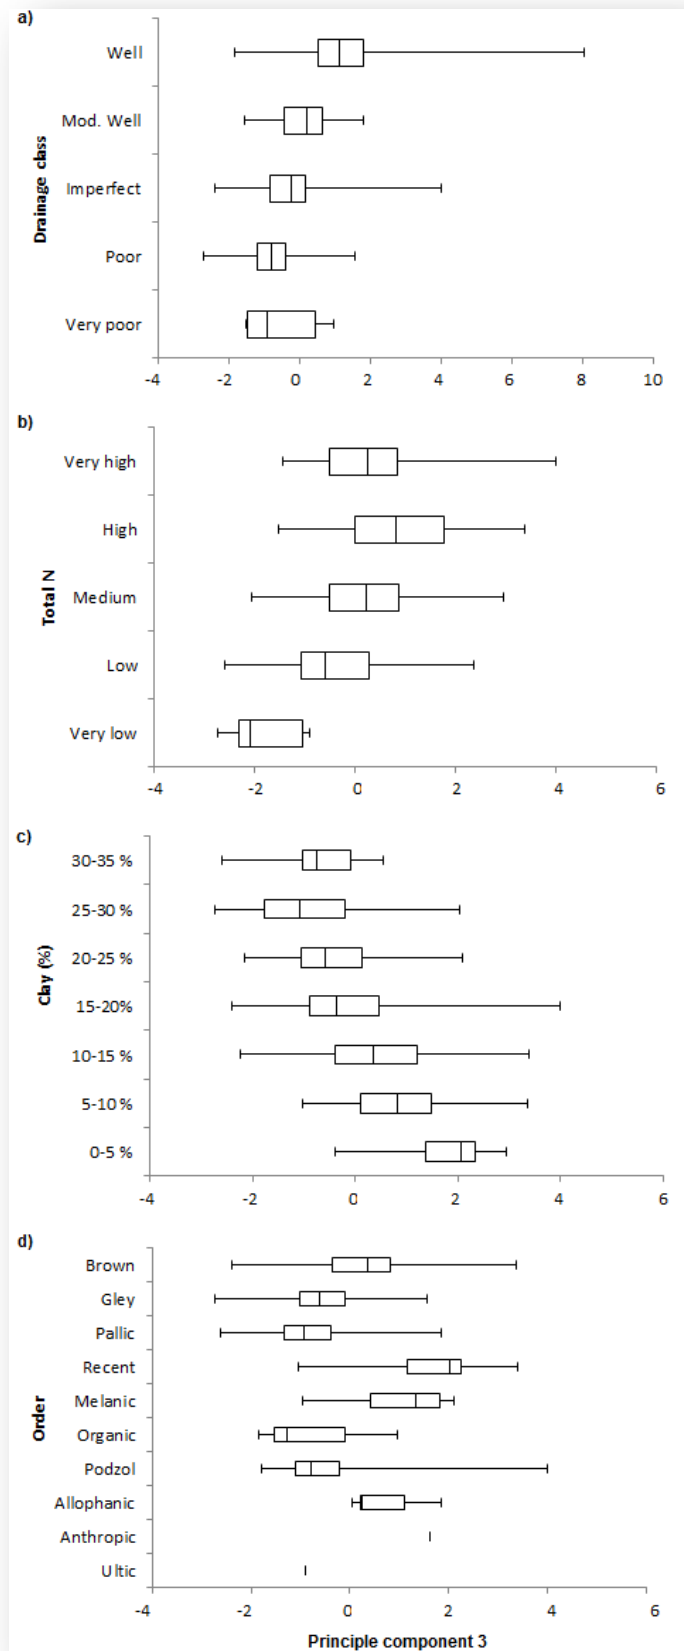 a)
Drainage class
Well
Mod. Well
Imperfect
Poor
Very poor
-4 -2 0 2 4 6 8 10
b)
Total N
Very high
High
Medium
Low
Very low
-4 -2 0 2 4 6
c)
Clay (%)
30-35 %
25-30 %
20-25 %
15-20%
10-15 %
5-10 %
0-5 %
-4 -2 0 2 4 6
d)
Order
Brown
Gley
Pallic
Recent
Melanic
Organic
Podzol
Allophanic
Anthropic
Ultic
-4 -2 0 2 4 6
Principle component 3